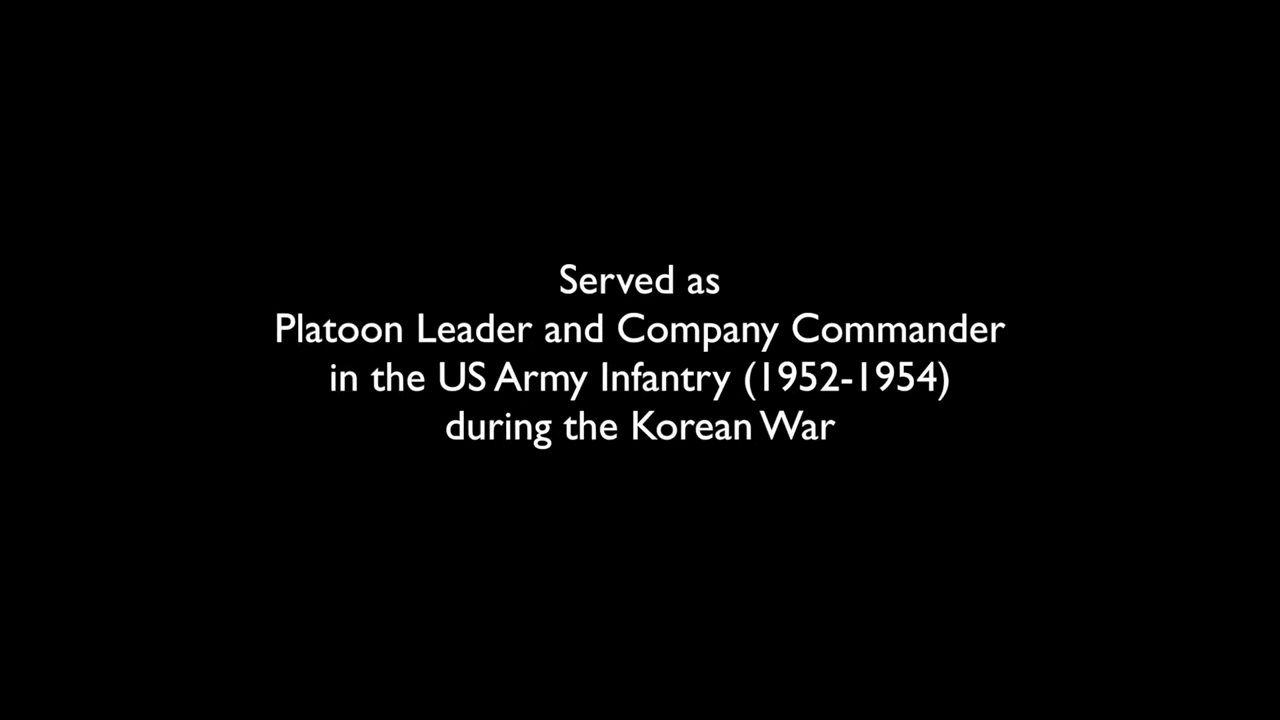 Served as
Platoon Leader and Company Commander
in the US Army Infantry (1952-1954)
during the Korean War